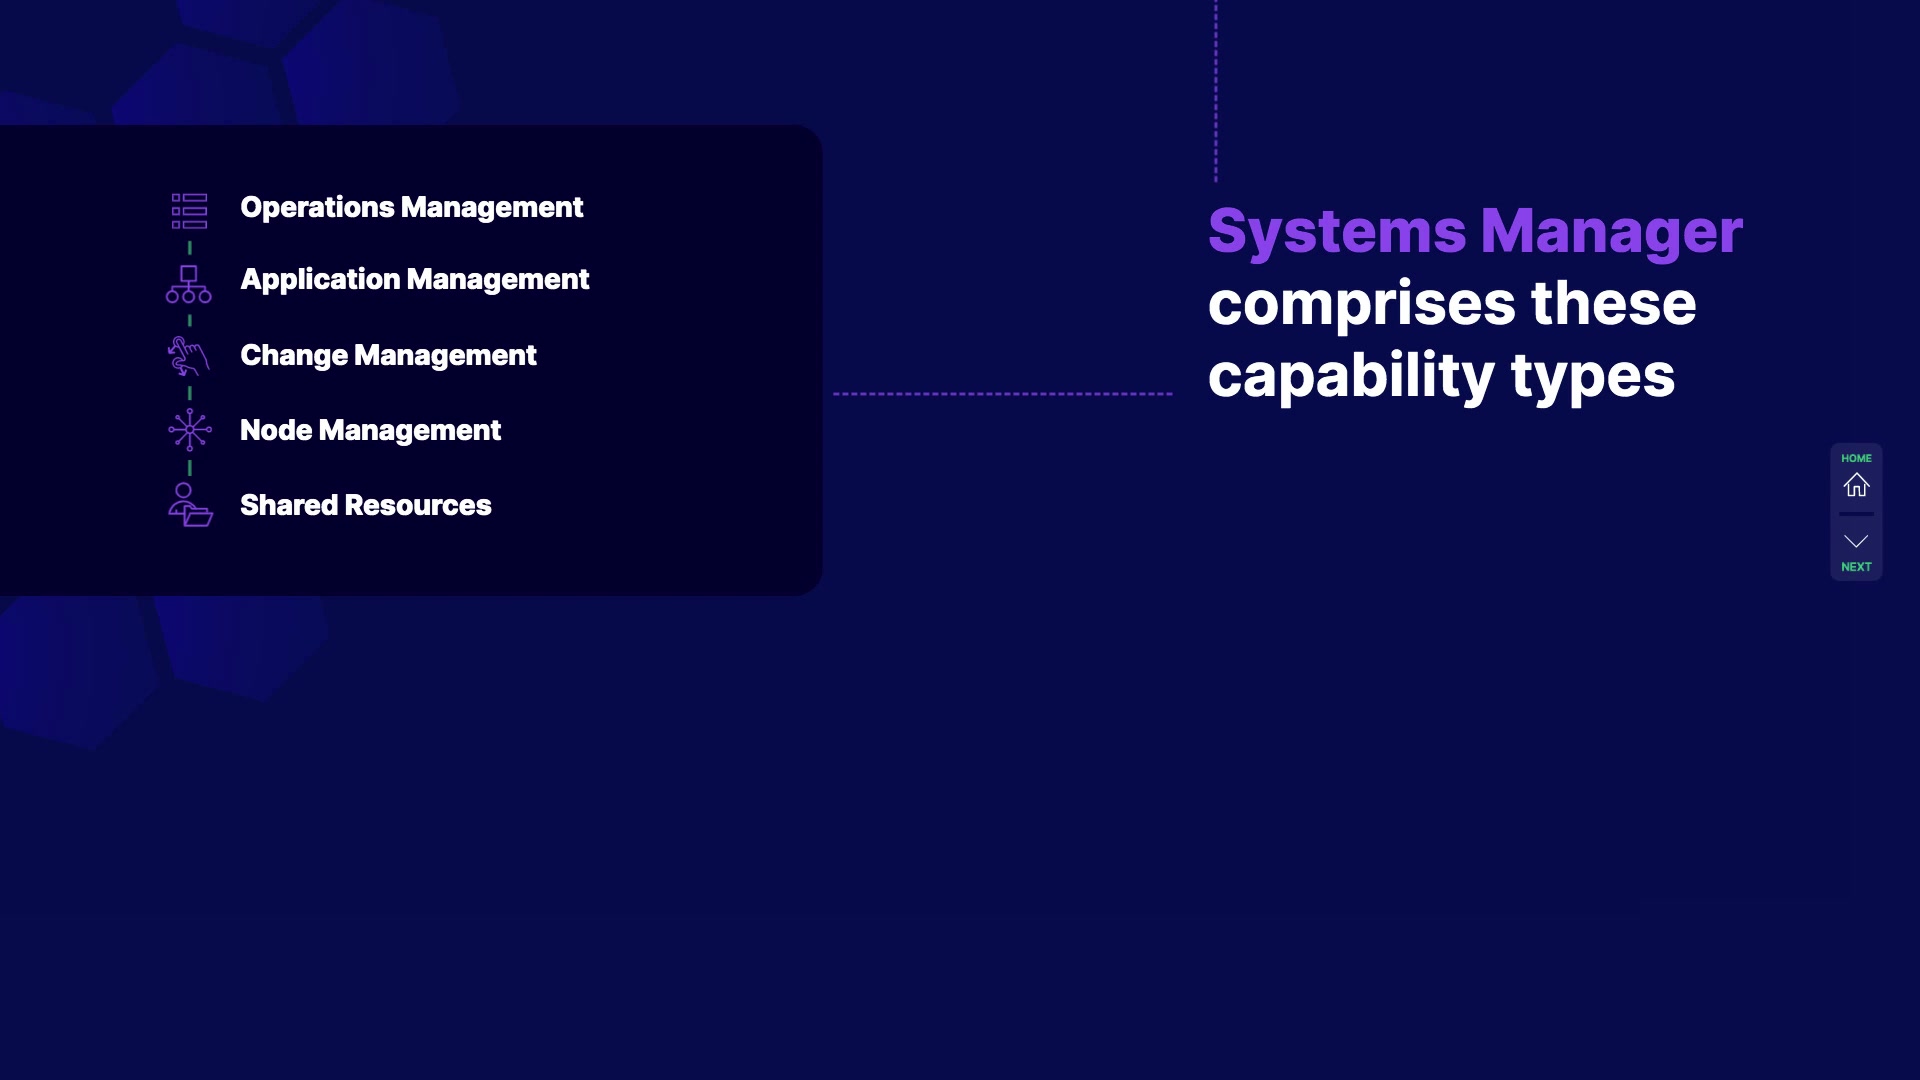 Operations Management
Application Management
Change Management
Node Management
Shared Resources
Systems Manager
comprises these
capability types
HOME
NEXT